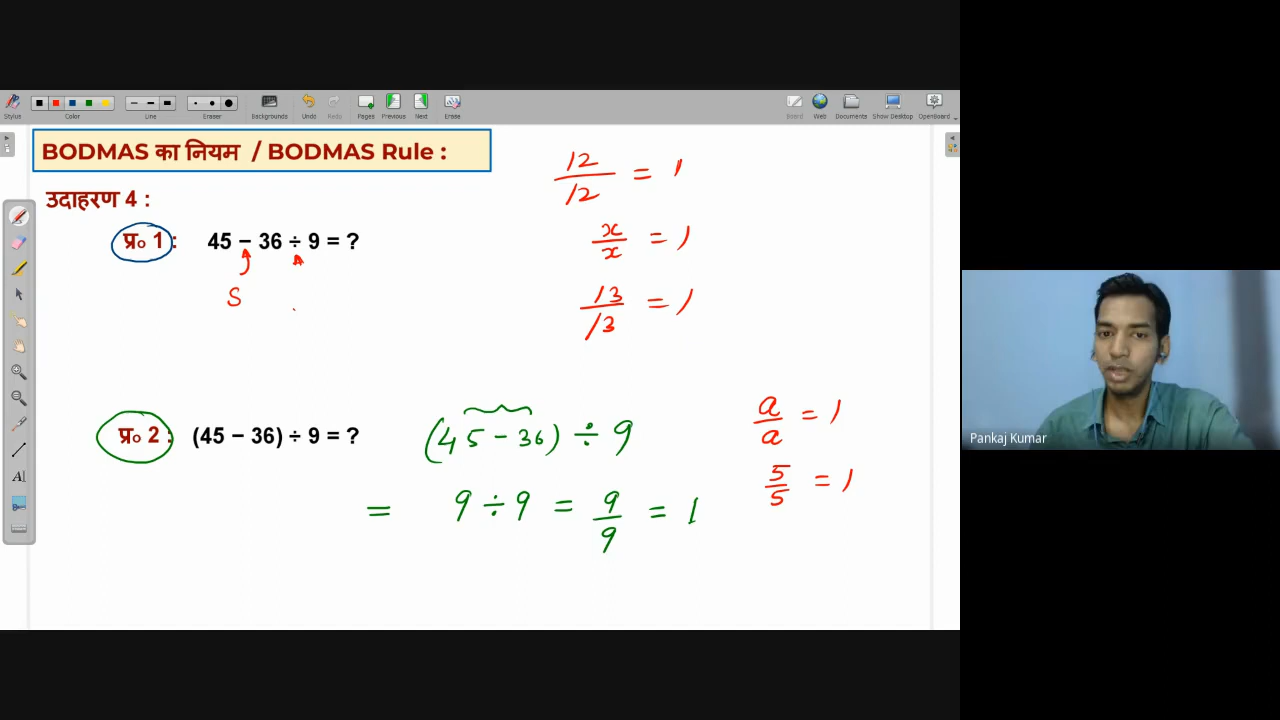 Stylus
Color
Line
Eraser
Backgrounds
Undo
Redo
Pages
Previous
Next
Erase
Board
Web
Documents
Show Desktop
OpenBoard
BODMAS का नियम / BODMAS Rule :
उदाहरण 4 :
प्र० 1 : 45 − 36 ÷ 9 = ?
S
12/12 = 1
x/x = 1
13/13 = 1
प्र० 2 : (45 − 36) ÷ 9 = ? (45 − 36) ÷ 9
= 9 ÷ 9 = 9/9 = 1
a/a = 1
5/5 = 1
Pankaj Kumar